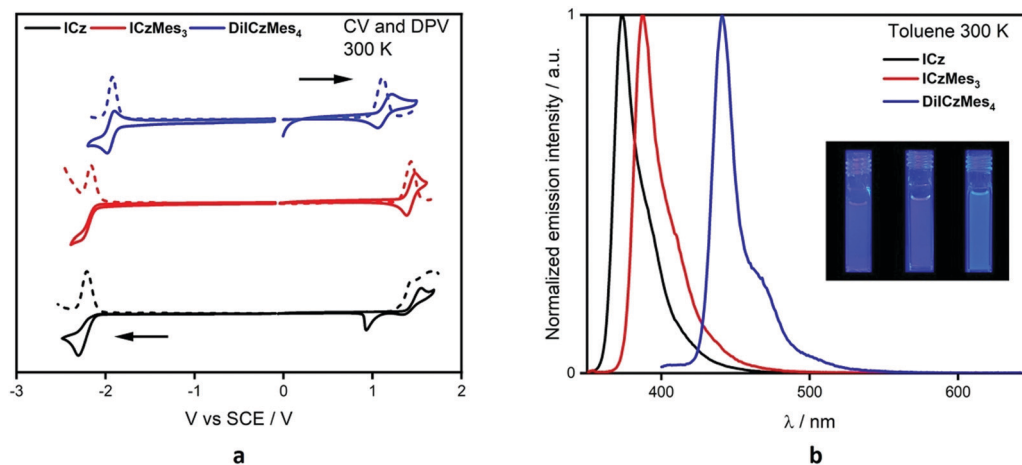 ICz ICzMes₃ DiICzMes₄
CV and DPV
300 K
-3 -2 -1 0 1 2
V vs SCE / V
a
Normalized emission intensity / a.u.
1
0
Toluene 300 K
ICz
ICzMes₃
DiICzMes₄
400 500 600
λ / nm
b